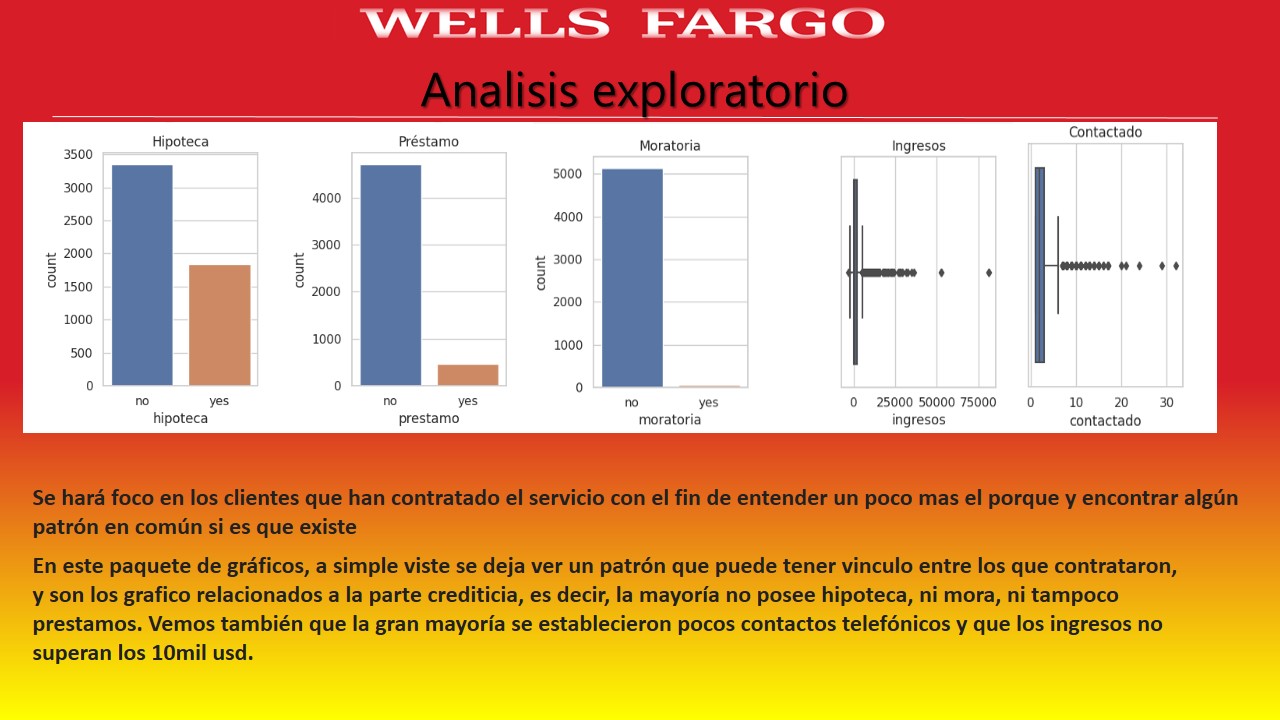 WELLS FARGO
Analisis exploratorio
Hipoteca
3500
3000
2500
2000
1500
1000
500
0
count
no yes
hipoteca
Préstamo
4000
3000
2000
1000
0
count
no yes
prestamo
Moratoria
5000
4000
3000
2000
1000
0
count
no yes
moratoria
Ingresos
0 25000 50000 75000
ingresos
Contactado
0 10 20 30
contactado
Se hará foco en los clientes que han contratado el servicio con el fin de entender un poco mas el porque y encontrar algún
patrón en común si es que existe
En este paquete de gráficos, a simple viste se deja ver un patrón que puede tener vinculo entre los que contrataron,
y son los grafico relacionados a la parte crediticia, es decir, la mayoría no posee hipoteca, ni mora, ni tampoco
prestamos. Vemos también que la gran mayoría se establecieron pocos contactos telefónicos y que los ingresos no
superan los 10mil usd.